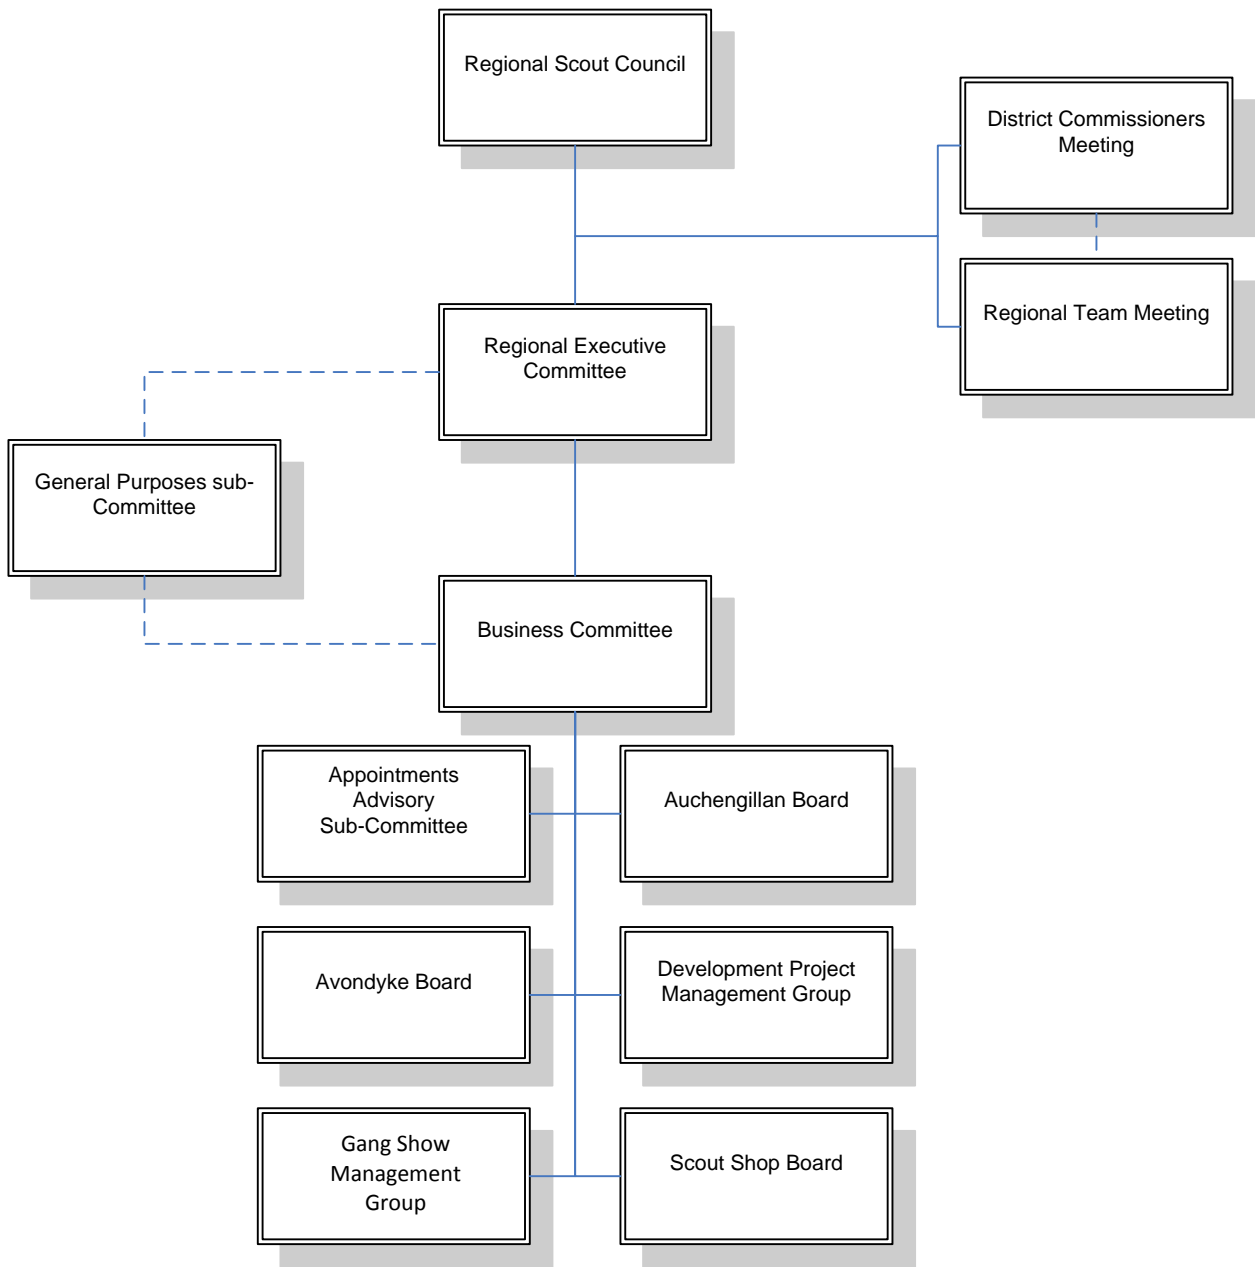 Regional Scout Council
District Commissioners
Meeting
Regional Team Meeting
Regional Executive
Committee
General Purposes sub-
Committee
Business Committee
Appointments
Advisory
Sub-Committee
Auchengillan Board
Avondyke Board
Development Project
Management Group
Gang Show
Management
Group
Scout Shop Board